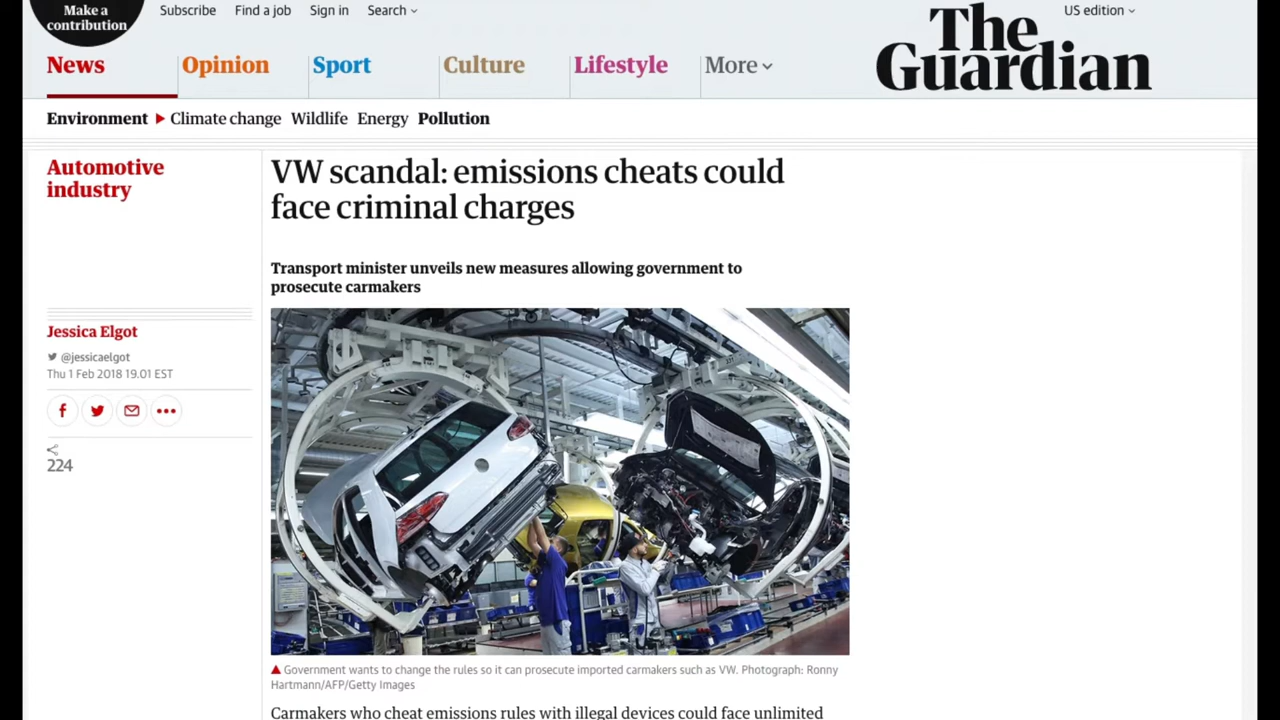 Make a
contribution
Subscribe
Find a job
Sign in
Search
US edition
The
Guardian
News
Opinion
Sport
Culture
Lifestyle
More
Environment
Climate change
Wildlife
Energy
Pollution
Automotive
industry
VW scandal: emissions cheats could
face criminal charges
Transport minister unveils new measures allowing government to
prosecute carmakers
Jessica Elgot
@jessicaelgot
Thu 1 Feb 2018 19.01 EST
224
Government wants to change the rules so it can prosecute imported carmakers such as VW. Photograph: Ronny
Hartmann/AFP/Getty Images
Carmakers who cheat emissions rules with illegal devices could face unlimited